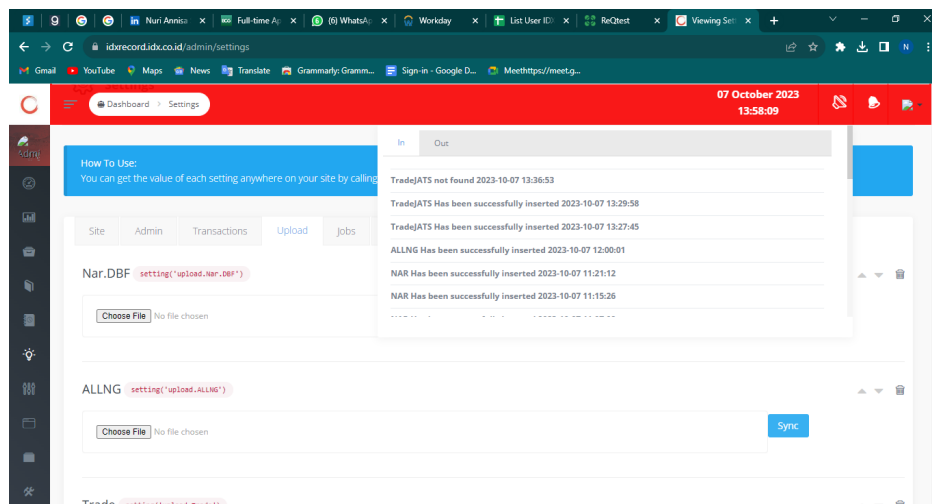 Nuri Annisa
Full-time Ap
(6) WhatsAp
Workday
List User ID
ReQtest
Viewing Sett
idxrecord.idx.co.id/admin/settings
Gmail
YouTube
Maps
News
Translate
Grammarly: Gramm...
Sign-in - Google D...
Meethttps://meet.g...
Settings
Dashboard > Settings
07 October 2023
13:58:09
Admi
In
Out
How To Use:
You can get the value of each setting anywhere on your site by calling
TradeJATS not found 2023-10-07 13:36:53
TradeJATS Has been successfully inserted 2023-10-07 13:29:58
TradeJATS Has been successfully inserted 2023-10-07 13:27:45
ALLNG Has been successfully inserted 2023-10-07 12:00:01
NAR Has been successfully inserted 2023-10-07 11:21:12
NAR Has been successfully inserted 2023-10-07 11:15:26
Site
Admin
Transactions
Upload
Jobs
Nar.DBF setting('upload.Nar.DBF')
Choose File No file chosen
ALLNG setting('upload.ALLNG')
Choose File No file chosen
Sync
Trade